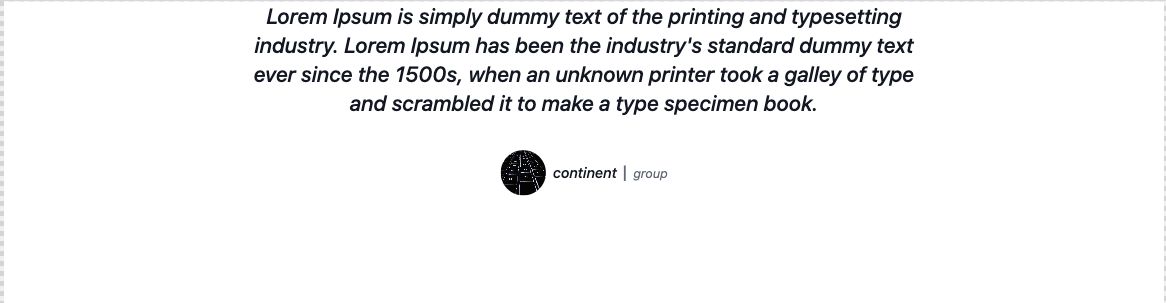 Lorem Ipsum is simply dummy text of the printing and typesetting
industry. Lorem Ipsum has been the industry's standard dummy text
ever since the 1500s, when an unknown printer took a galley of type
and scrambled it to make a type specimen book.
continent | group